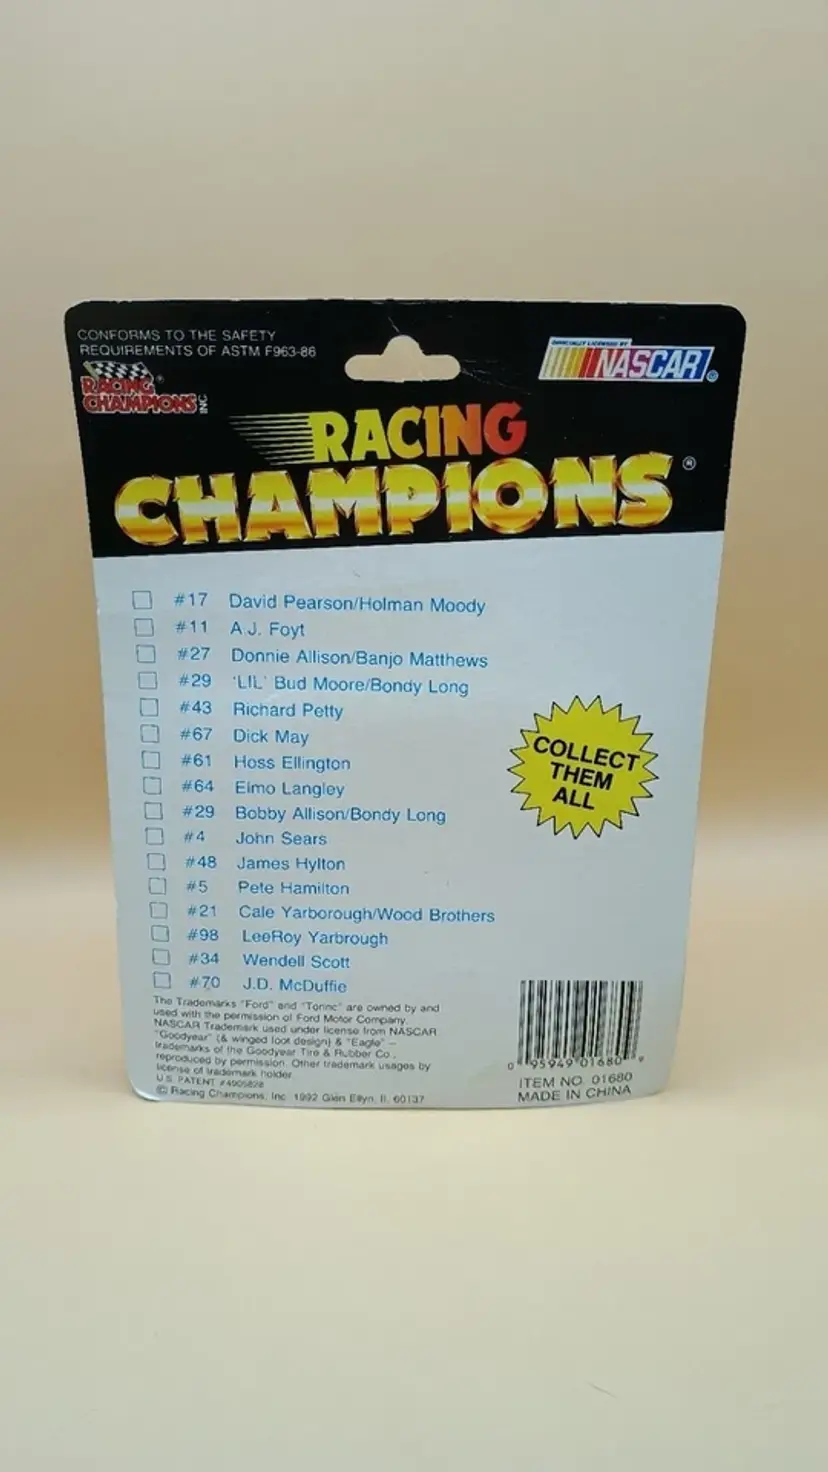 CONFORMS TO THE SAFETY
REQUIREMENTS OF ASTM F963-86
RACING
CHAMPIONS INC
OFFICIALLY LICENSED BY
NASCAR ®
RACING
CHAMPIONS ®
#17 David Pearson/Holman Moody
#11 A.J. Foyt
#27 Donnie Allison/Banjo Matthews
#29 'LIL' Bud Moore/Bondy Long
#43 Richard Petty
#67 Dick May
#61 Hoss Ellington
#64 Elmo Langley
#29 Bobby Allison/Bondy Long
#4 John Sears
#48 James Hylton
#5 Pete Hamilton
#21 Cale Yarborough/Wood Brothers
#98 LeeRoy Yarbrough
#34 Wendell Scott
#70 J.D. McDuffie
COLLECT
THEM
ALL
The Trademarks "Ford" and "Torino" are owned by and
used with the permission of Ford Motor Company.
NASCAR Trademark used under license from NASCAR
"Goodyear" (& winged foot design) & "Eagle" –
trademarks of the Goodyear Tire & Rubber Co.,
reproduced by permission. Other trademark usages by
license of trademark holder.
U.S. PATENT #4905828
© Racing Champions, Inc. 1992 Glen Ellyn, IL 60137
0 95949 01680 9
ITEM NO. 01680
MADE IN CHINA